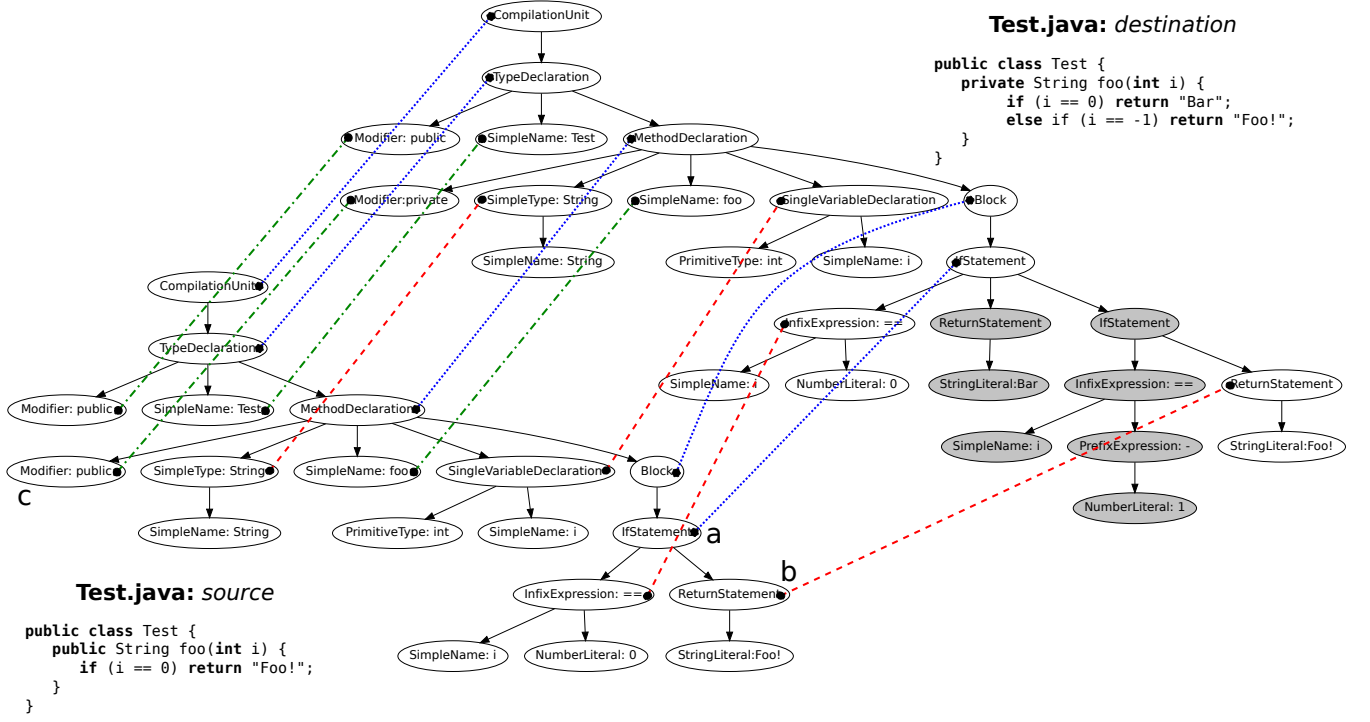 CompilationUnit
Test.java: destination
public class Test {
private String foo(int i) {
if (i == 0) return "Bar";
else if (i == -1) return "Foo!";
}
}
TypeDeclaration
Modifier: public
SimpleName: Test
MethodDeclaration
Modifier:private
SimpleType: String
SimpleName: foo
SingleVariableDeclaration
Block
SimpleName: String
PrimitiveType: int
SimpleName: i
IfStatement
CompilationUnit
InfixExpression: ==
ReturnStatement
IfStatement
TypeDeclaration
SimpleName: i
NumberLiteral: 0
StringLiteral:Bar
InfixExpression: ==
ReturnStatement
Modifier: public
SimpleName: Test
MethodDeclaration
SimpleName: i
PrefixExpression: -
StringLiteral:Foo!
Modifier: public
SimpleType: String
SimpleName: foo
SingleVariableDeclaration
Block
c
NumberLiteral: 1
SimpleName: String
PrimitiveType: int
SimpleName: i
IfStatement
a
b
InfixExpression: ==
ReturnStatement
Test.java: source
public class Test {
public String foo(int i) {
if (i == 0) return "Foo!";
}
}
SimpleName: i
NumberLiteral: 0
StringLiteral:Foo!